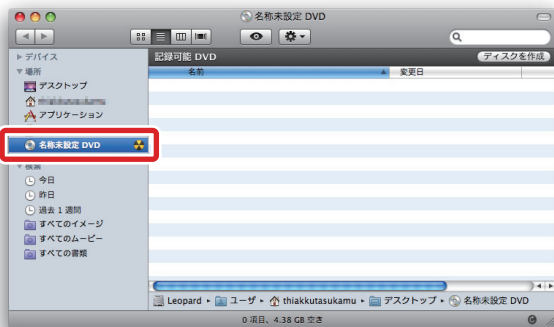 名称未設定 DVD
デバイス
場所
デスクトップ
アプリケーション
名称未設定 DVD
検索
今日
昨日
過去 1 週間
すべてのイメージ
すべてのムービー
すべての書類
記録可能 DVD
ディスクを作成
名前
変更日
Leopard ▸ ユーザ ▸ thiakkutasukamu ▸ デスクトップ ▸ 名称未設定 DVD
0 項目、4.38 GB 空き